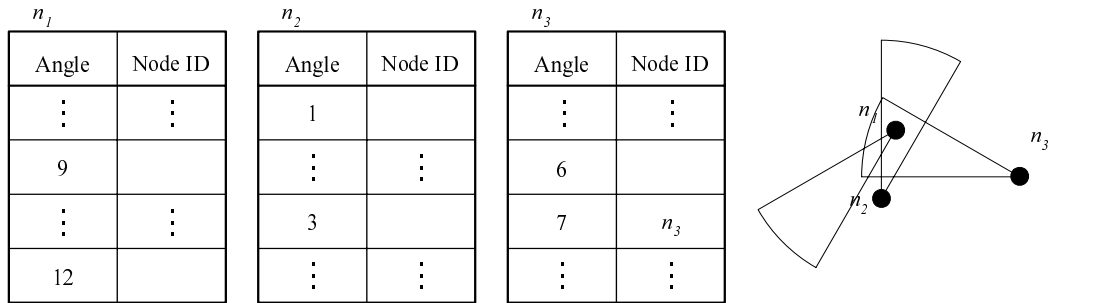 n1 n2 n3
Angle Node ID Angle Node ID Angle Node ID
⋮ ⋮ 1 ⋮ ⋮
9 ⋮ ⋮ 6
⋮ ⋮ 3 7 n3
12 ⋮ ⋮ ⋮ ⋮
n1
n3
n2